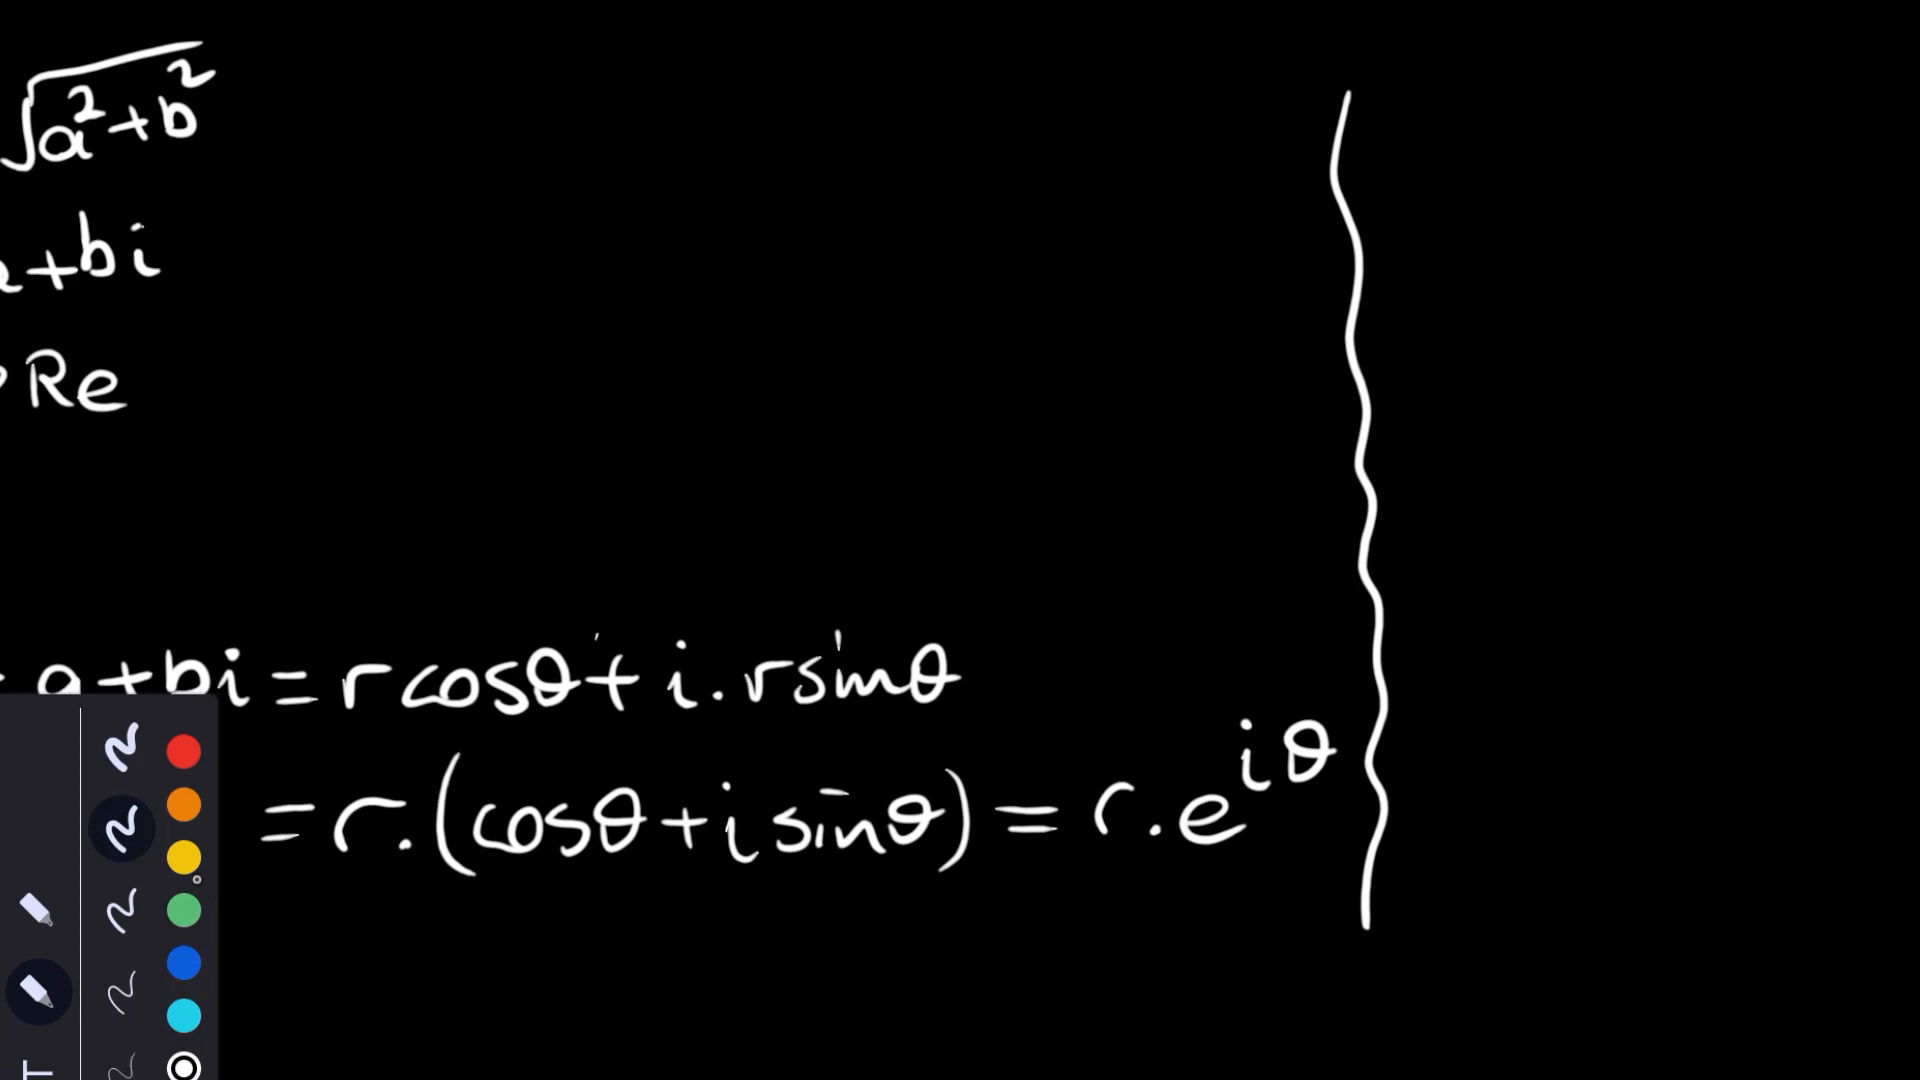 √a²+b²
+bi
Re
a+bi = rcosθ + i.rsinθ
= r.(cosθ+isinθ) = r.e^iθ
T